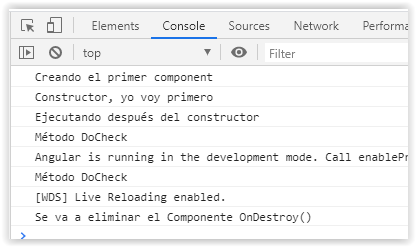 Elements Console Sources Network Performa
top Filter
Creando el primer component
Constructor, yo voy primero
Ejecutando después del constructor
Método DoCheck
Angular is running in the development mode. Call enablePr
Método DoCheck
[WDS] Live Reloading enabled.
Se va a eliminar el Componente OnDestroy()